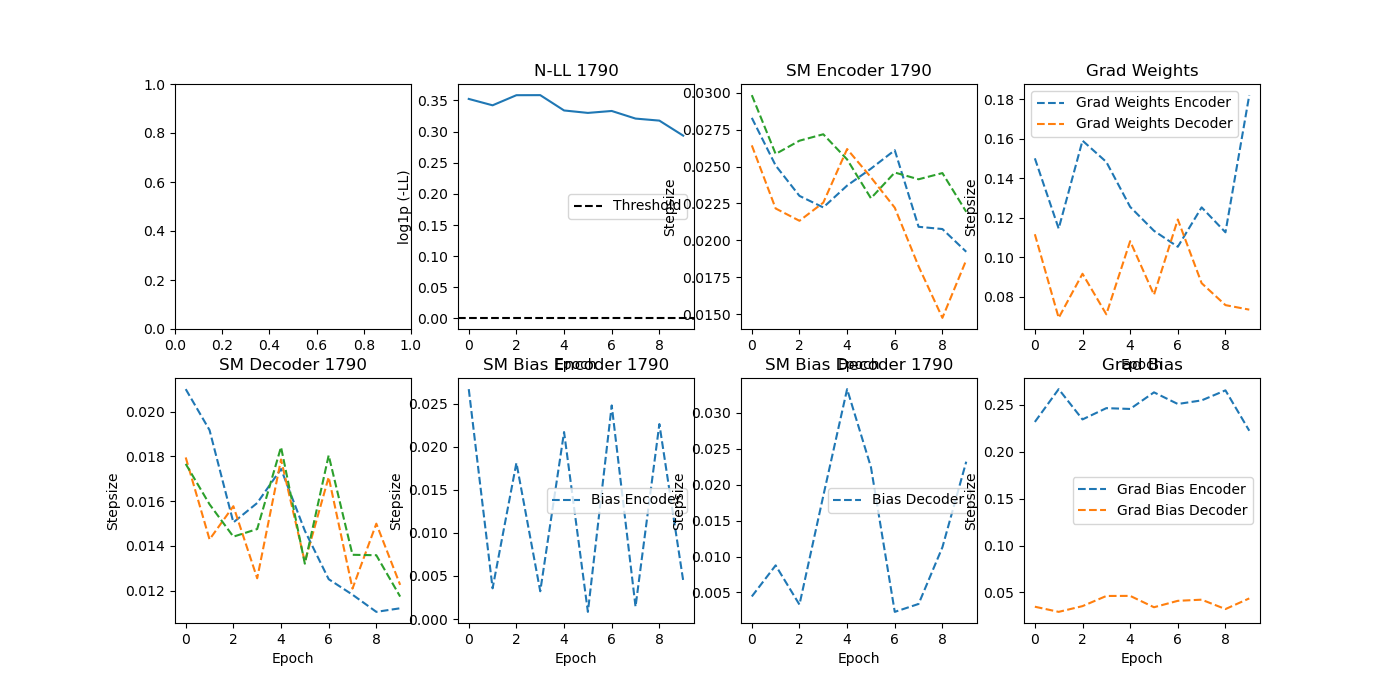 N-LL 1790
SM Encoder 1790
Grad Weights
1.0
0.8
0.6
0.4
0.2
0.0
0.0 0.2 0.4 0.6 0.8 1.0
log1p (-LL)
0.35
0.30
0.25
0.20
0.15
0.10
0.05
0.00
Threshold
0 2 4 6 8
Epoch
Stepsize
0.0300
0.0275
0.0250
0.0225
0.0200
0.0175
0.0150
0 2 4 6 8
Epoch
Stepsize
0.18
0.16
0.14
0.12
0.10
0.08
Grad Weights Encoder
Grad Weights Decoder
0 2 4 6 8
Epoch
SM Decoder 1790
SM Bias Encoder 1790
SM Bias Decoder 1790
Grad Bias
Stepsize
0.020
0.018
0.016
0.014
0.012
0 2 4 6 8
Epoch
Stepsize
0.025
0.020
0.015
0.010
0.005
0.000
Bias Encoder
0 2 4 6 8
Epoch
Stepsize
0.030
0.025
0.020
0.015
0.010
0.005
Bias Decoder
0 2 4 6 8
Epoch
Stepsize
0.25
0.20
0.15
0.10
0.05
Grad Bias Encoder
Grad Bias Decoder
0 2 4 6 8
Epoch